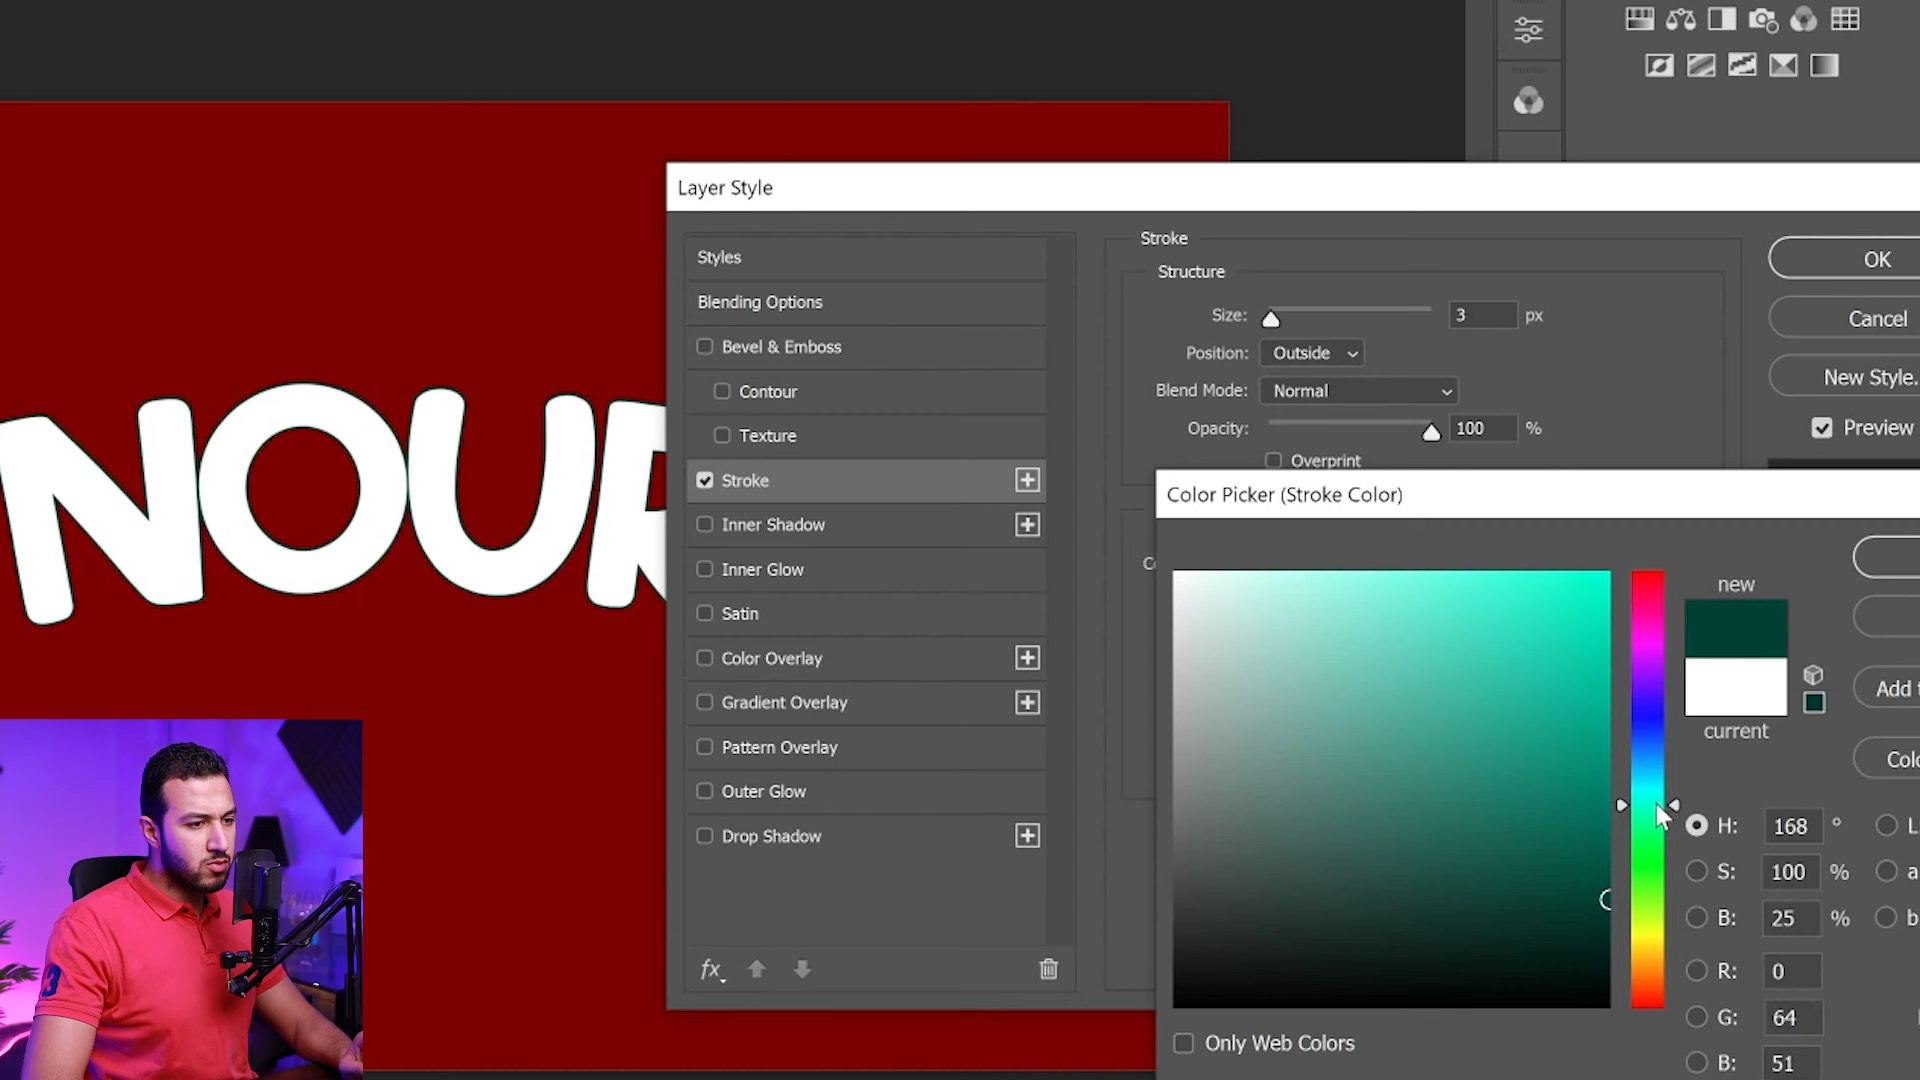 Layer Style
NOUR
Styles
Blending Options
Bevel & Emboss
Contour
Texture
Stroke
Inner Shadow
Inner Glow
Satin
Color Overlay
Gradient Overlay
Pattern Overlay
Outer Glow
Drop Shadow
fx
Stroke
Structure
Size: 3 px
Position: Outside
Blend Mode: Normal
Opacity: 100 %
Overprint
OK
Cancel
New Style.
Preview
Color Picker (Stroke Color)
new
current
Add
H: 168 °
S: 100 %
B: 25 %
R: 0
G: 64
B: 51
L
a
b
Only Web Colors
3